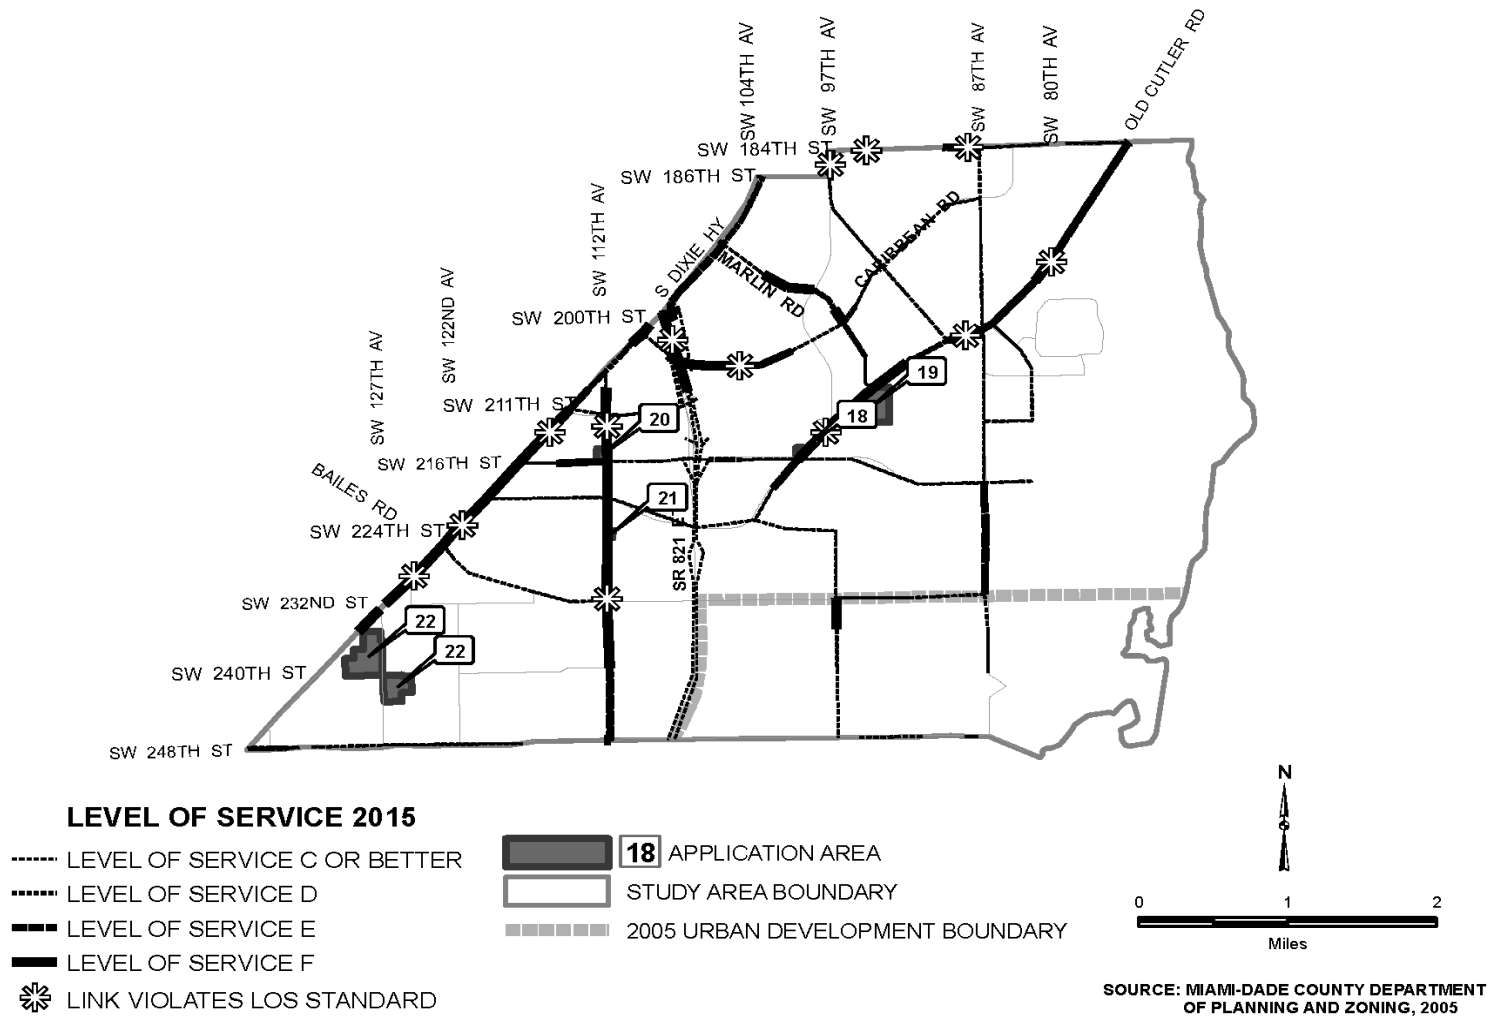 SW 104TH AV
SW 97TH AV
SW 87TH AV
SW 80TH AV
OLD CUTLER RD
SW 184TH ST
SW 186TH ST
SW 112TH AV
S DIXIE HY
MARLIN RD
CARIBBEAN RD
SW 122ND AV
SW 200TH ST
SW 127TH AV
19
SW 211TH ST
20
18
SW 216TH ST
BAILES RD
21
SW 224TH ST
SR 821 E
SW 232ND ST
22
22
SW 240TH ST
SW 248TH ST
N
LEVEL OF SERVICE 2015
LEVEL OF SERVICE C OR BETTER
LEVEL OF SERVICE D
LEVEL OF SERVICE E
LEVEL OF SERVICE F
LINK VIOLATES LOS STANDARD
18 APPLICATION AREA
STUDY AREA BOUNDARY
2005 URBAN DEVELOPMENT BOUNDARY
0 1 2
Miles
SOURCE: MIAMI-DADE COUNTY DEPARTMENT
OF PLANNING AND ZONING, 2005